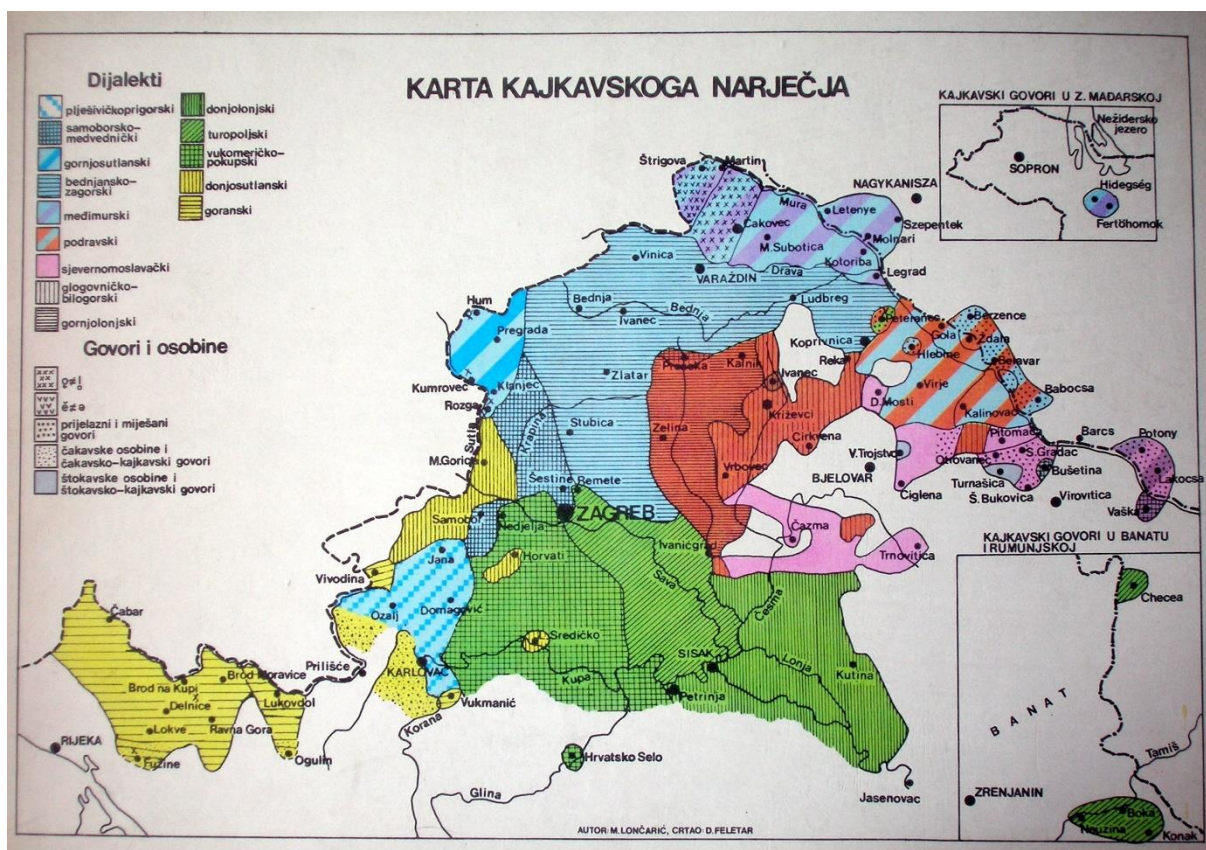 KARTA KAJKAVSKOGA NARJEČJA
Dijalekti
plješivičkoprigorski
samoborsko–
medvednički
gornjosutlanski
bednjansko–
zagorski
međimurski
podravski
sjevernomoslavački
glogovničko–
bilogorski
gornjolonjski
donjolonjski
turopoljski
vukomeričko–
pokupski
donjosutlanski
goranski
Govori i osobine
prijelazni i miješani
govori
čakavske osobine i
čakavsko–kajkavski govori
štokavske osobine i
štokavsko–kajkavski govori
KAJKAVSKI GOVORI U Z. MAĐARSKOJ
Nežidersko
jezero
SOPRON
Hidegség
Fertőhomok
Štrigova
Martin
NAGYKANISZA
Mura
Letenye
Szepentek
Čakovec
Molnari
M.Subotica
Kotoriba
Vinica
VARAŽDIN
Drava
Legrad
Hum
Bednja
Bednja
Ludbreg
Ivanec
Peteranec
Berzence
Pregrada
Gola
Ždala
Koprivnica
Hlebine
Belavar
Reka
Kalnik
Ivanec
Kumrovec
Klanjec
Zlatar
Virje
Babocsa
Rozga
D.Mosti
Križevci
Kalinovac
Krapina
Stubica
Zelina
Cirkvena
Pitomača
Barcs
Potony
Sutla
M.Gorica
V.Trojstvo
Otrovanec
S.Gradac
Vrbovec
Bušetina
Lakocsa
Šestine
Remete
BJELOVAR
Turnašica
Ciglena
Š.Bukovica
Virovitica
Vaška
Samobor
Nedjelja
ZAGREB
Čazma
Ivanićgrad
Trnovitica
Jana
Horvati
Vivodina
Sava
Česma
Čabar
Ozalj
Domagović
Sredičko
SISAK
Lonja
Kutina
Prilišće
KARLOVAC
Kupa
Petrinja
Brod Moravice
Brod na Kupi
Delnice
Lukovdol
Vukmanić
Korana
Lokve
Ravna Gora
RIJEKA
Fužine
Ogulin
Hrvatsko Selo
Glina
Jasenovac
KAJKAVSKI GOVORI U BANATU
I RUMUNJSKOJ
Checea
BANAT
Tamiš
ZRENJANIN
Boka
Neuzina
Konak
AUTOR: M. LONČARIĆ, CRTAO: D. FELETAR